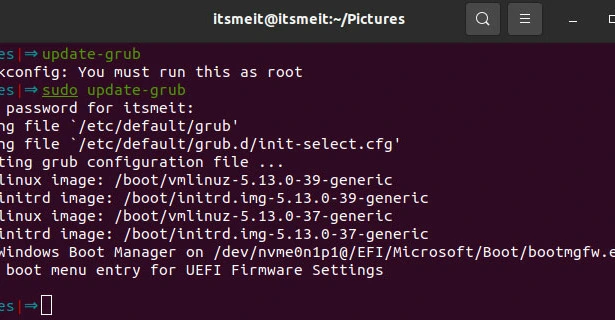 itsmeit@itsmeit:~/Pictures
es|⇒ update-grub
kconfig: You must run this as root
es|⇒ sudo update-grub
password for itsmeit:
ng file `/etc/default/grub'
ng file `/etc/default/grub.d/init-select.cfg'
ting grub configuration file ...
linux image: /boot/vmlinuz-5.13.0-39-generic
initrd image: /boot/initrd.img-5.13.0-39-generic
linux image: /boot/vmlinuz-5.13.0-37-generic
initrd image: /boot/initrd.img-5.13.0-37-generic
Windows Boot Manager on /dev/nvme0n1p1@/EFI/Microsoft/Boot/bootmgfw.e
boot menu entry for UEFI Firmware Settings
es|⇒